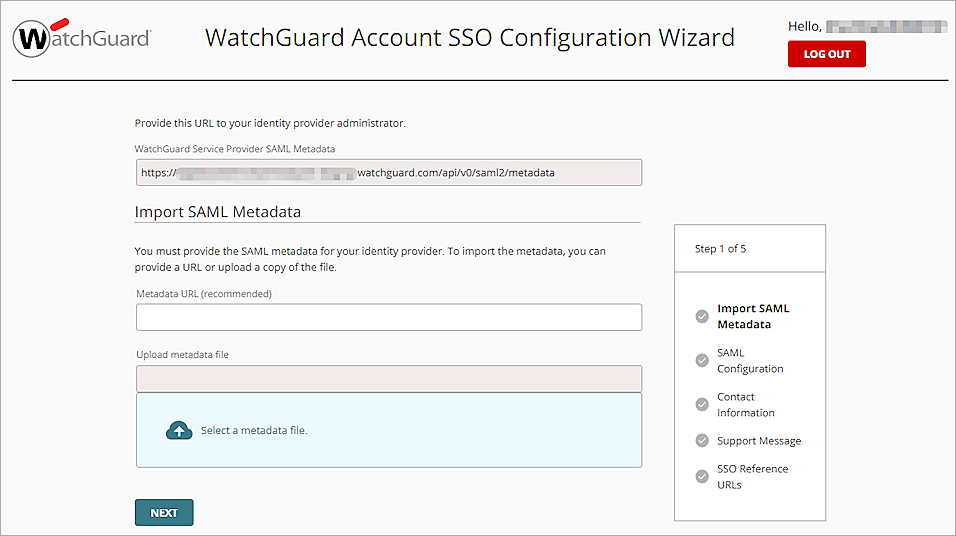 WatchGuard
WatchGuard Account SSO Configuration Wizard
Hello,
LOG OUT
Provide this URL to your identity provider administrator.
WatchGuard Service Provider SAML Metadata
https:// watchguard.com/api/v0/saml2/metadata
Import SAML Metadata
You must provide the SAML metadata for your identity provider. To import the metadata, you can
provide a URL or upload a copy of the file.
Metadata URL (recommended)
Upload metadata file
Select a metadata file.
NEXT
Step 1 of 5
Import SAML
Metadata
SAML
Configuration
Contact
Information
Support Message
SSO Reference
URLs